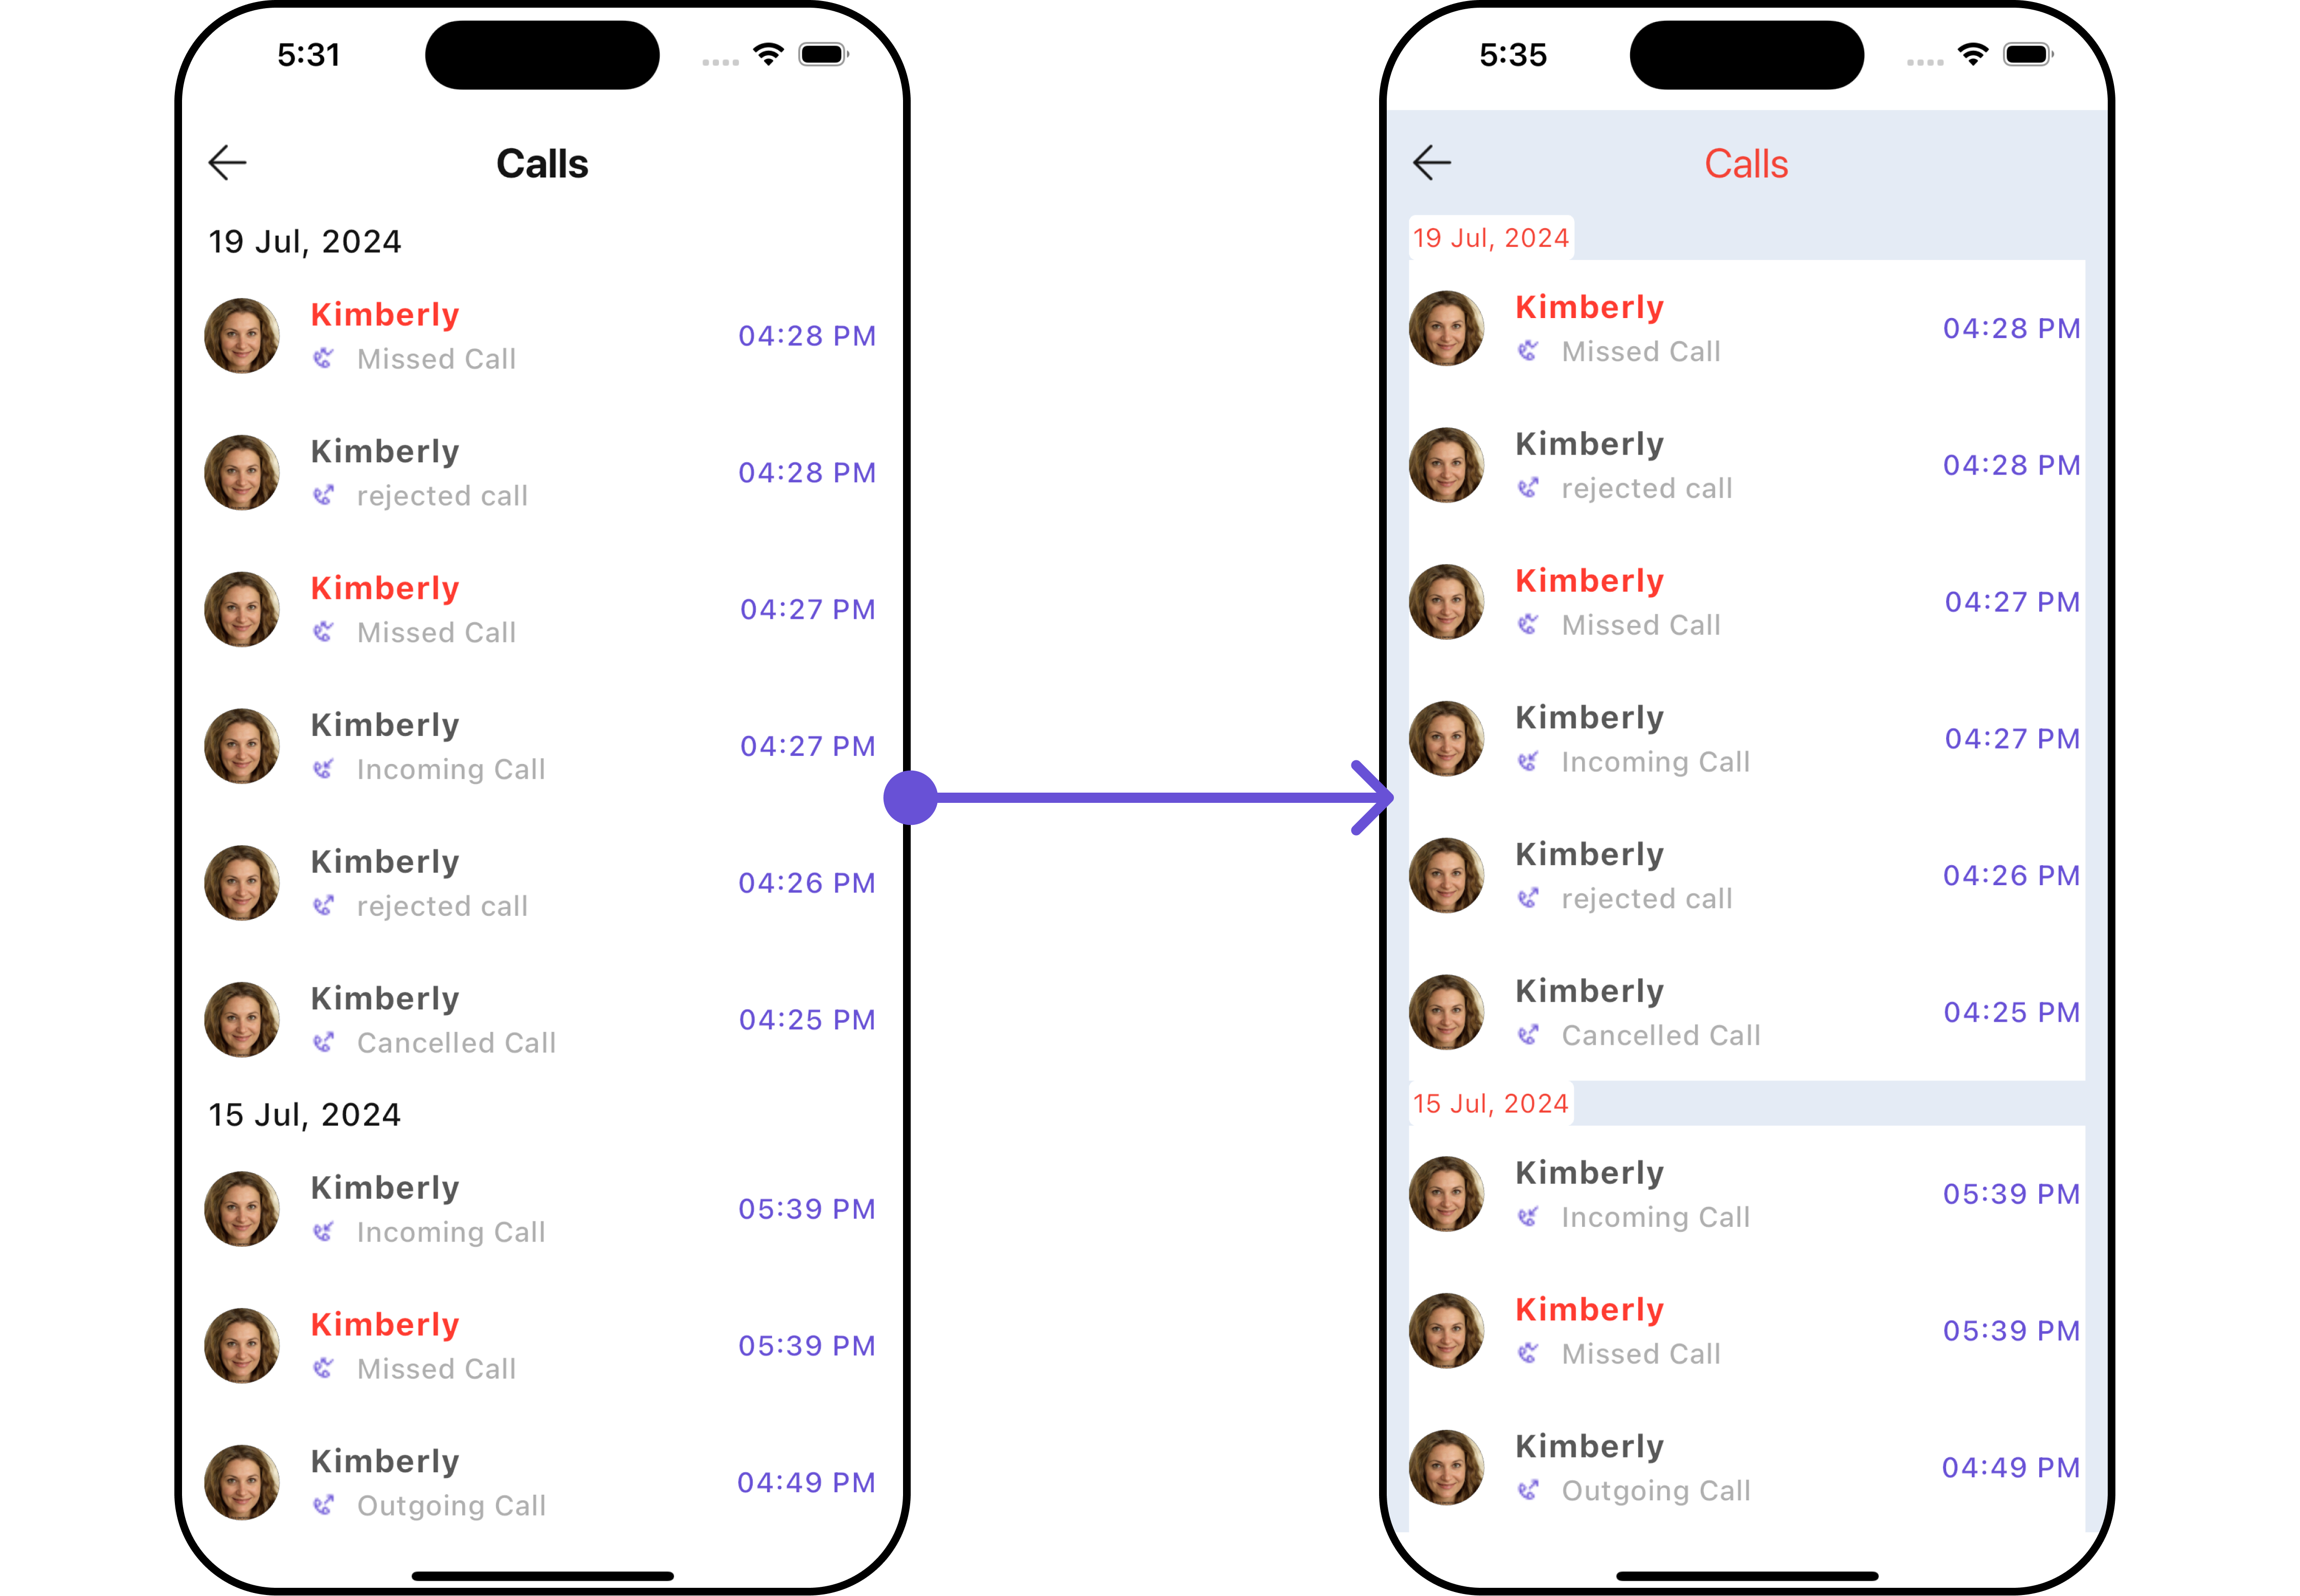 5:31
Calls
19 Jul, 2024
Kimberly
Missed Call
04:28 PM
Kimberly
rejected call
04:28 PM
Kimberly
Missed Call
04:27 PM
Kimberly
Incoming Call
04:27 PM
Kimberly
rejected call
04:26 PM
Kimberly
Cancelled Call
04:25 PM
15 Jul, 2024
Kimberly
Incoming Call
05:39 PM
Kimberly
Missed Call
05:39 PM
Kimberly
Outgoing Call
04:49 PM
5:35
Calls
19 Jul, 2024
Kimberly
Missed Call
04:28 PM
Kimberly
rejected call
04:28 PM
Kimberly
Missed Call
04:27 PM
Kimberly
Incoming Call
04:27 PM
Kimberly
rejected call
04:26 PM
Kimberly
Cancelled Call
04:25 PM
15 Jul, 2024
Kimberly
Incoming Call
05:39 PM
Kimberly
Missed Call
05:39 PM
Kimberly
Outgoing Call
04:49 PM